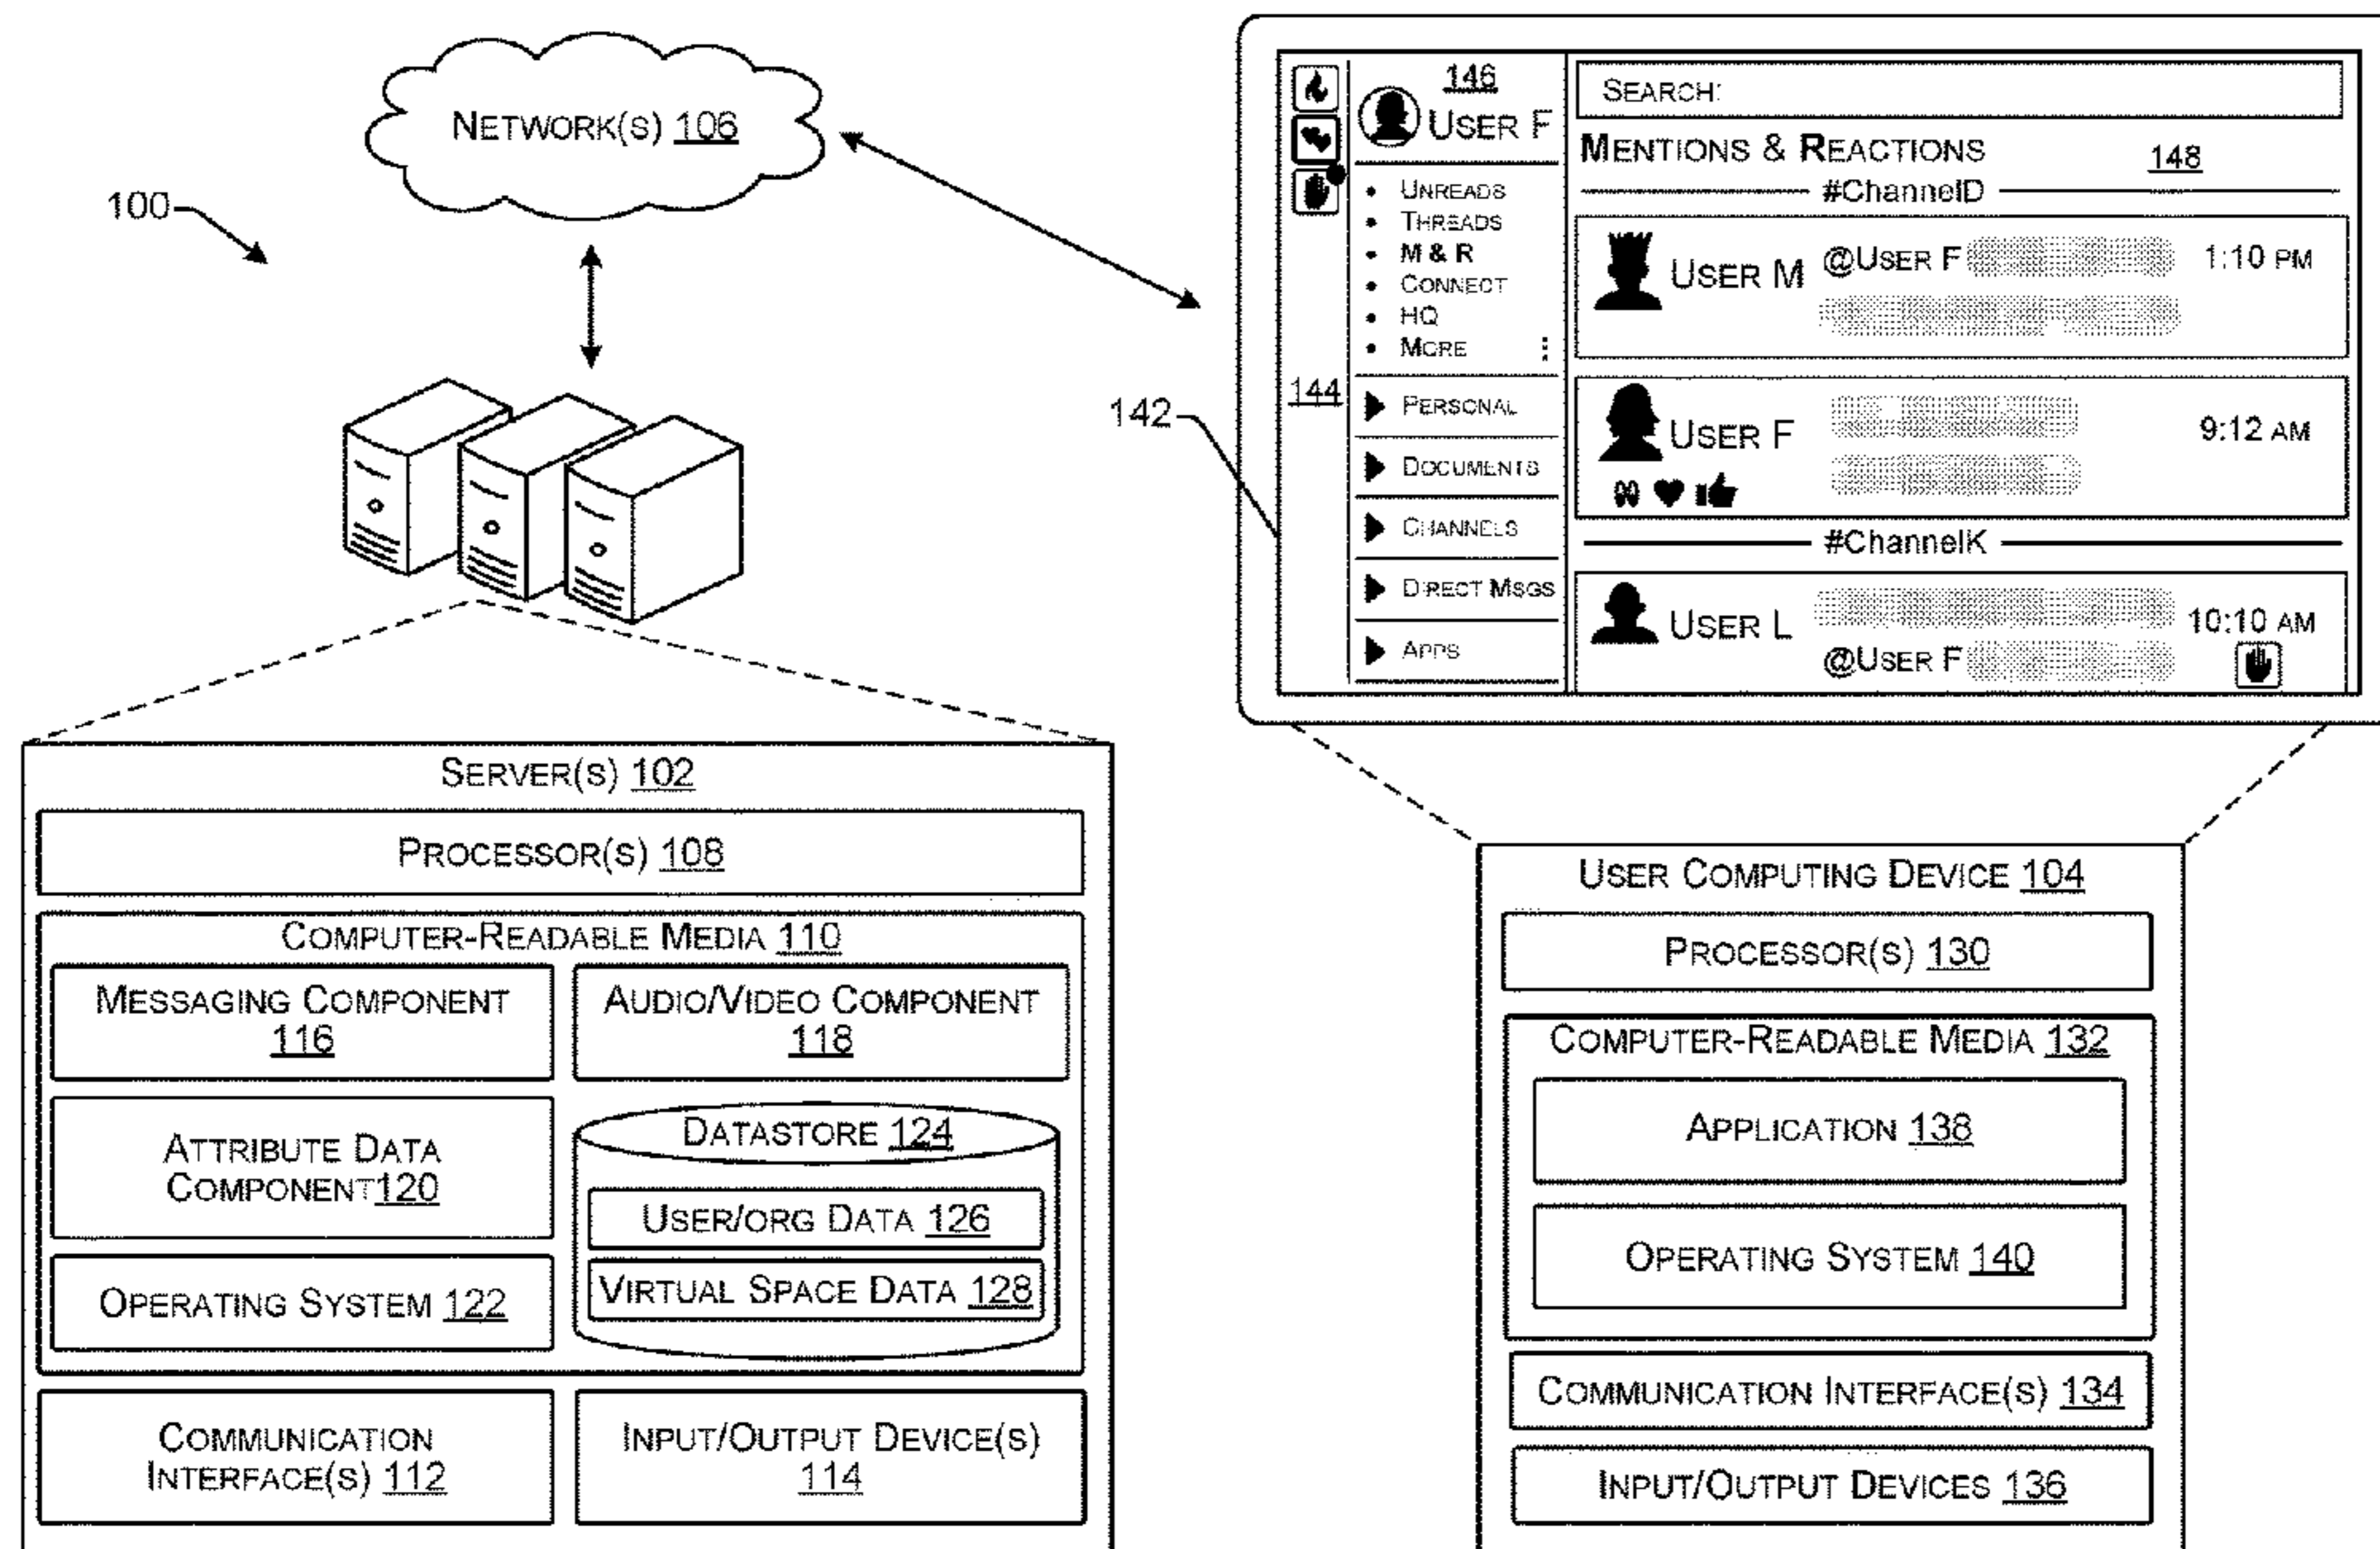 NETWORK(S) 106
100
146
USER F
UNREADS
THREADS
M & R
CONNECT
HQ
MORE
144
142
PERSONAL
DOCUMENTS
CHANNELS
DIRECT MSGS
APPS
SEARCH:
MENTIONS & REACTIONS 148
#ChannelD
USER M @USER F 1:10 PM
USER F 9:12 AM
#ChannelK
USER L 10:10 AM
@USER F
SERVER(S) 102
PROCESSOR(S) 108
COMPUTER-READABLE MEDIA 110
MESSAGING COMPONENT
116
AUDIO/VIDEO COMPONENT
118
ATTRIBUTE DATA
COMPONENT120
DATASTORE 124
USER/ORG DATA 126
VIRTUAL SPACE DATA 128
OPERATING SYSTEM 122
COMMUNICATION
INTERFACE(S) 112
INPUT/OUTPUT DEVICE(S)
114
USER COMPUTING DEVICE 104
PROCESSOR(S) 130
COMPUTER-READABLE MEDIA 132
APPLICATION 138
OPERATING SYSTEM 140
COMMUNICATION INTERFACE(S) 134
INPUT/OUTPUT DEVICES 136